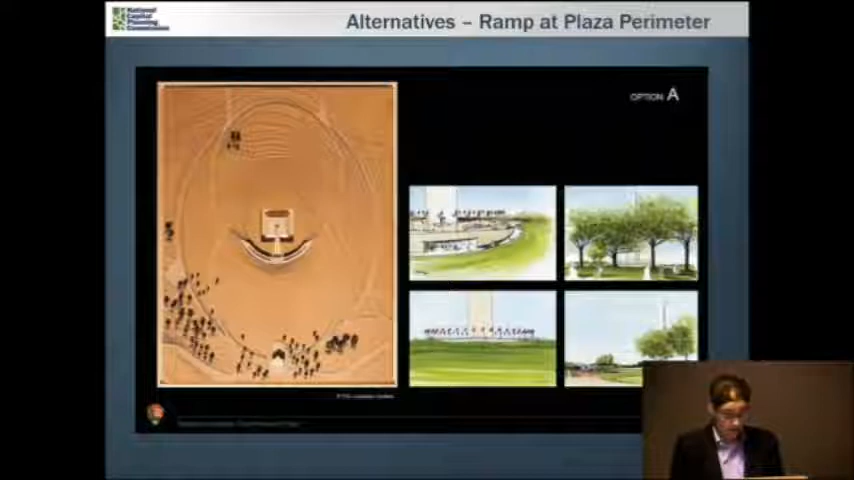 National
Capital
Planning
Commission
Alternatives – Ramp at Plaza Perimeter
OPTION A